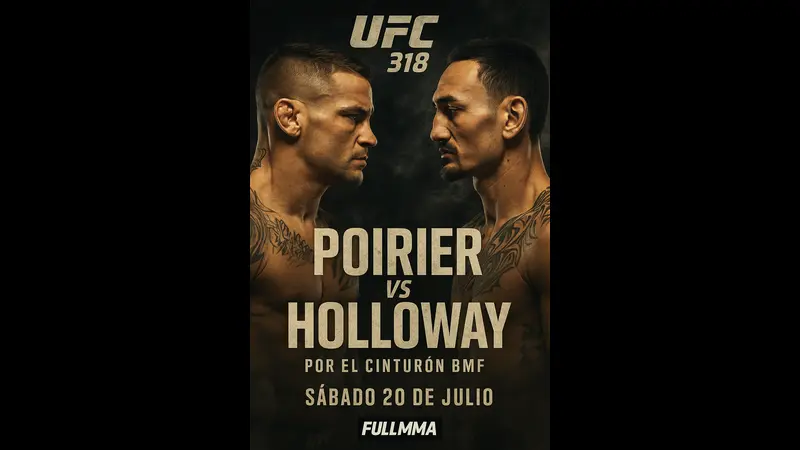 UFC
318
POIRIER
VS
HOLLOWAY
POR EL CINTURÓN BMF
SÁBADO 20 DE JULIO
FULLMMA